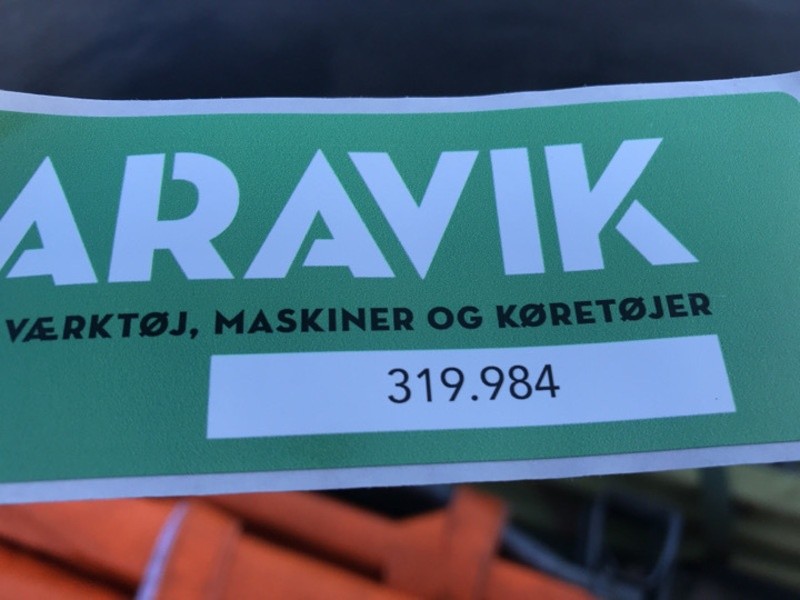 ARAVIK
VÆRKTØJ, MASKINER OG KØRETØJER
319.984